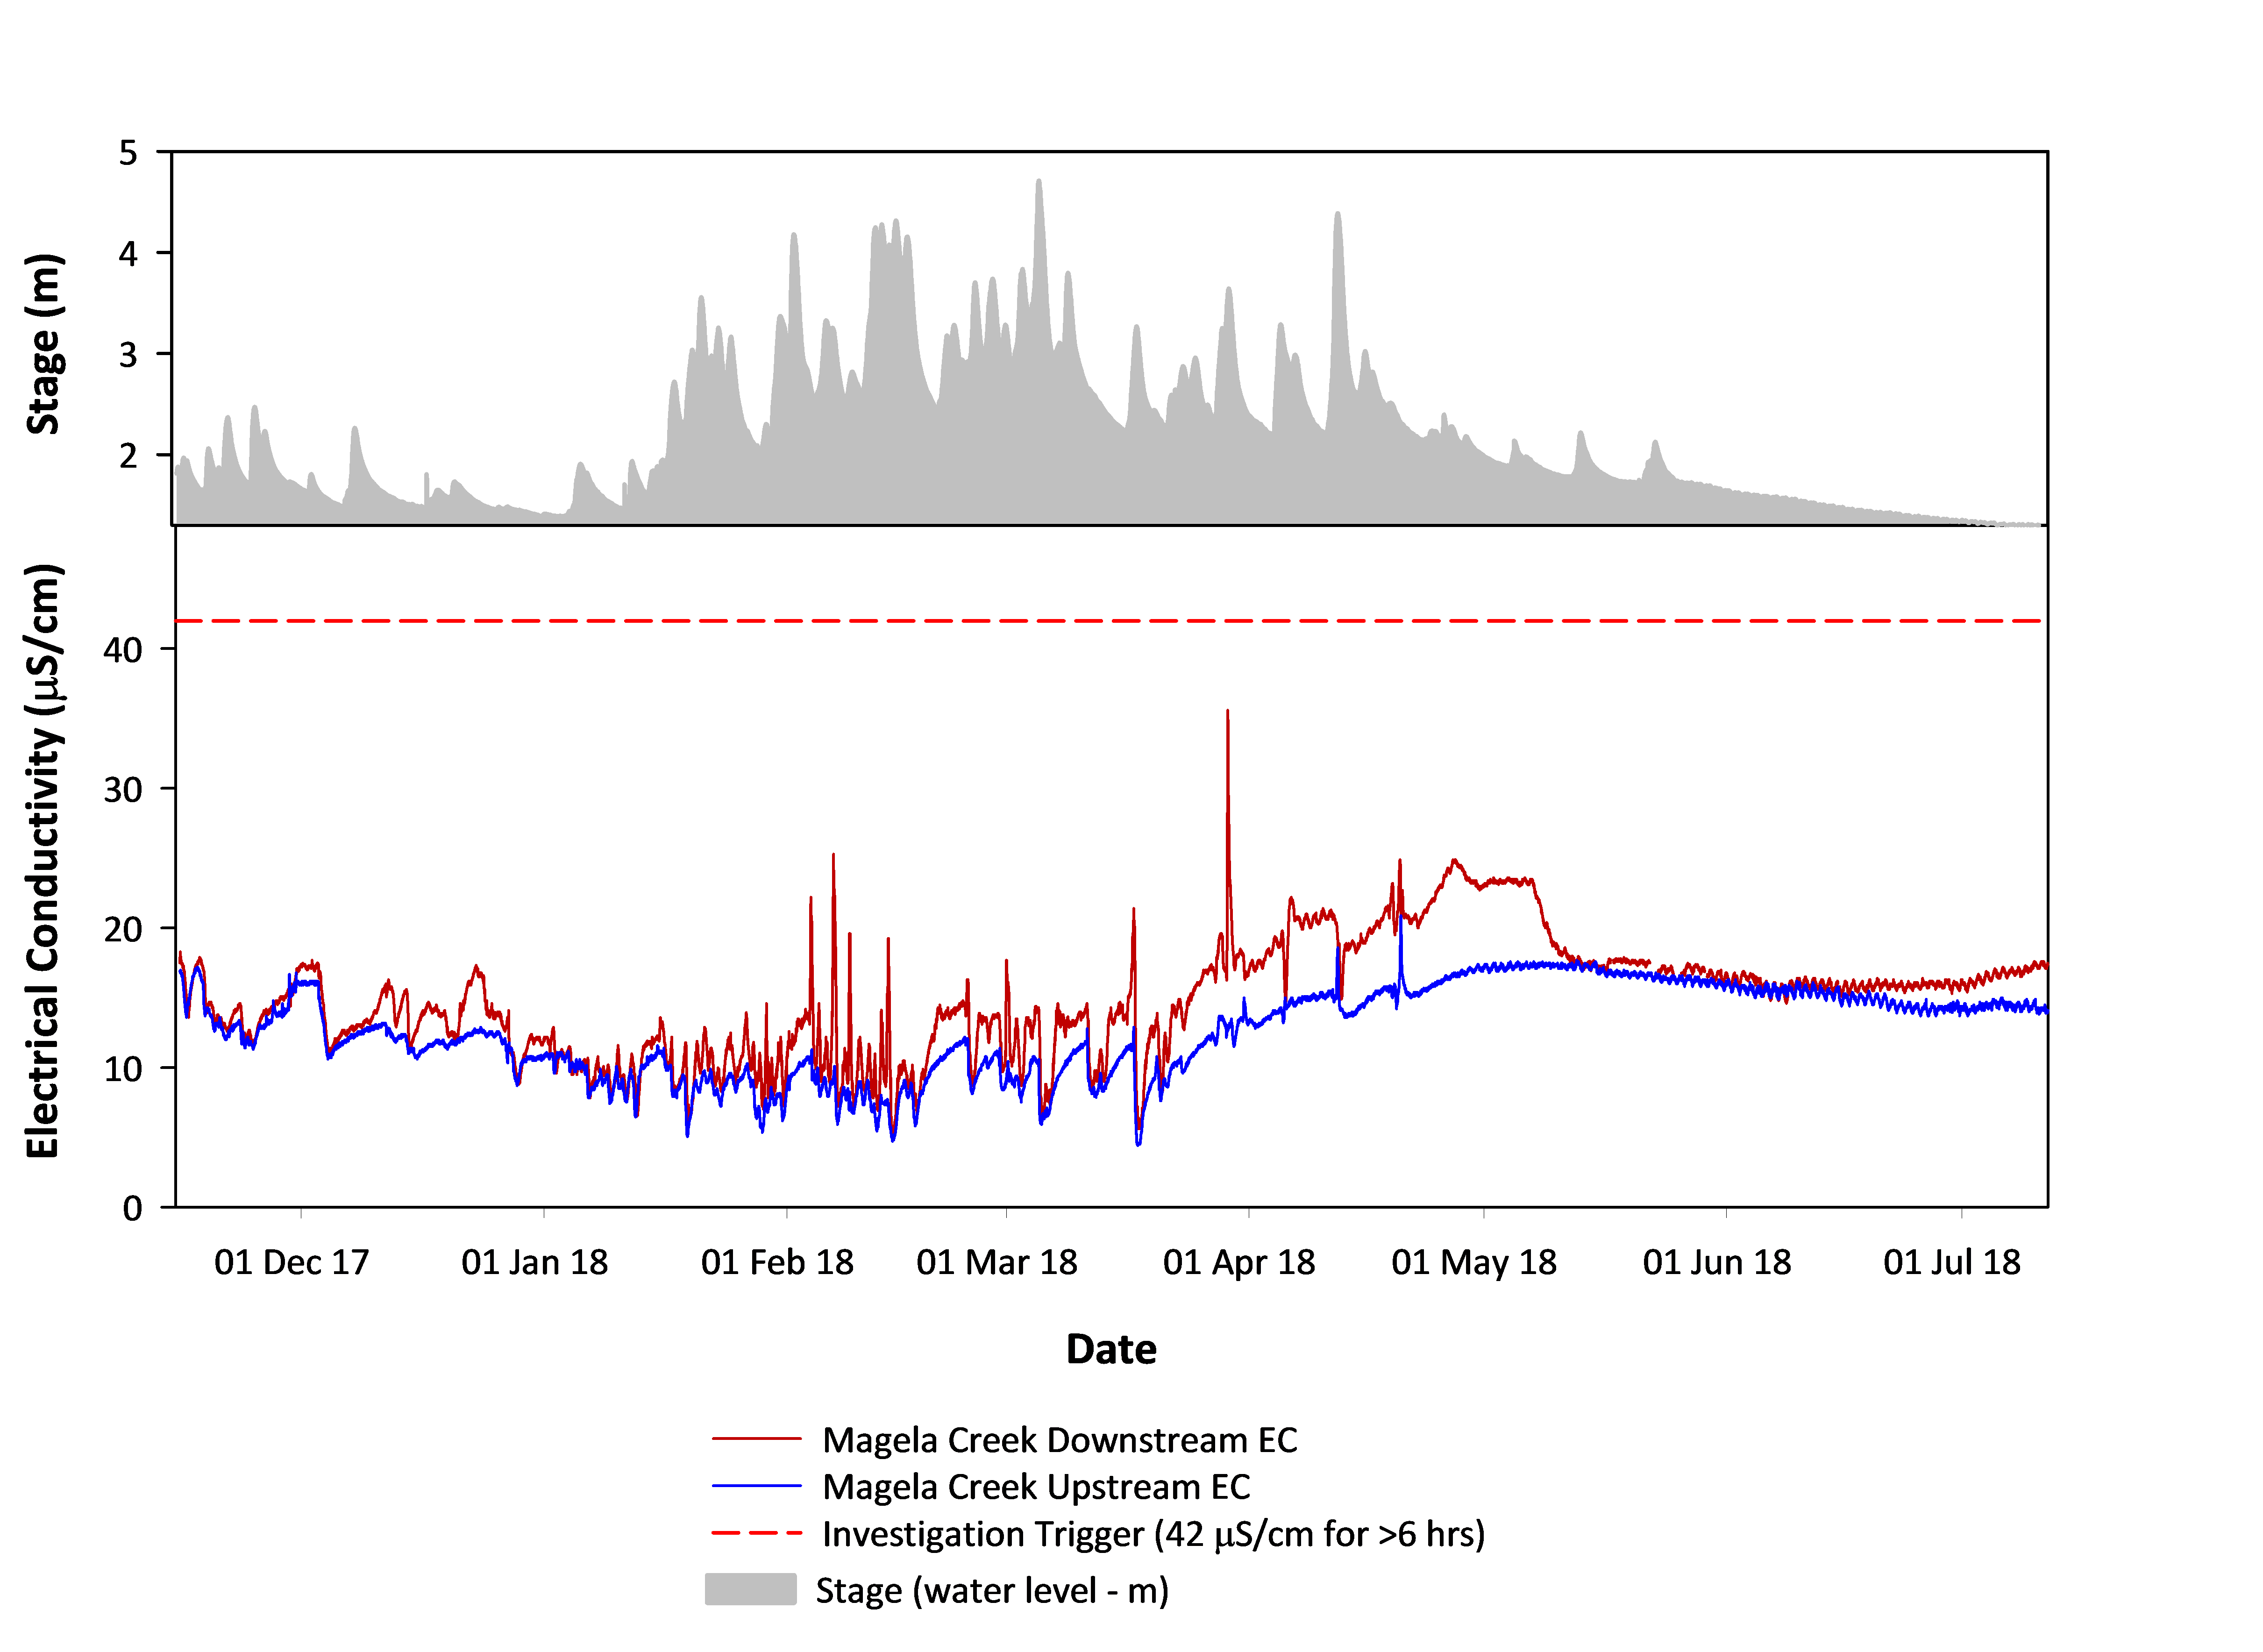 5
4
3
2
Stage (m)
40
30
20
10
0
Electrical Conductivity (µS/cm)
01 Dec 17
01 Jan 18
01 Feb 18
01 Mar 18
01 Apr 18
01 May 18
01 Jun 18
01 Jul 18
Date
Magela Creek Downstream EC
Magela Creek Upstream EC
Investigation Trigger (42 µS/cm for >6 hrs)
Stage (water level - m)